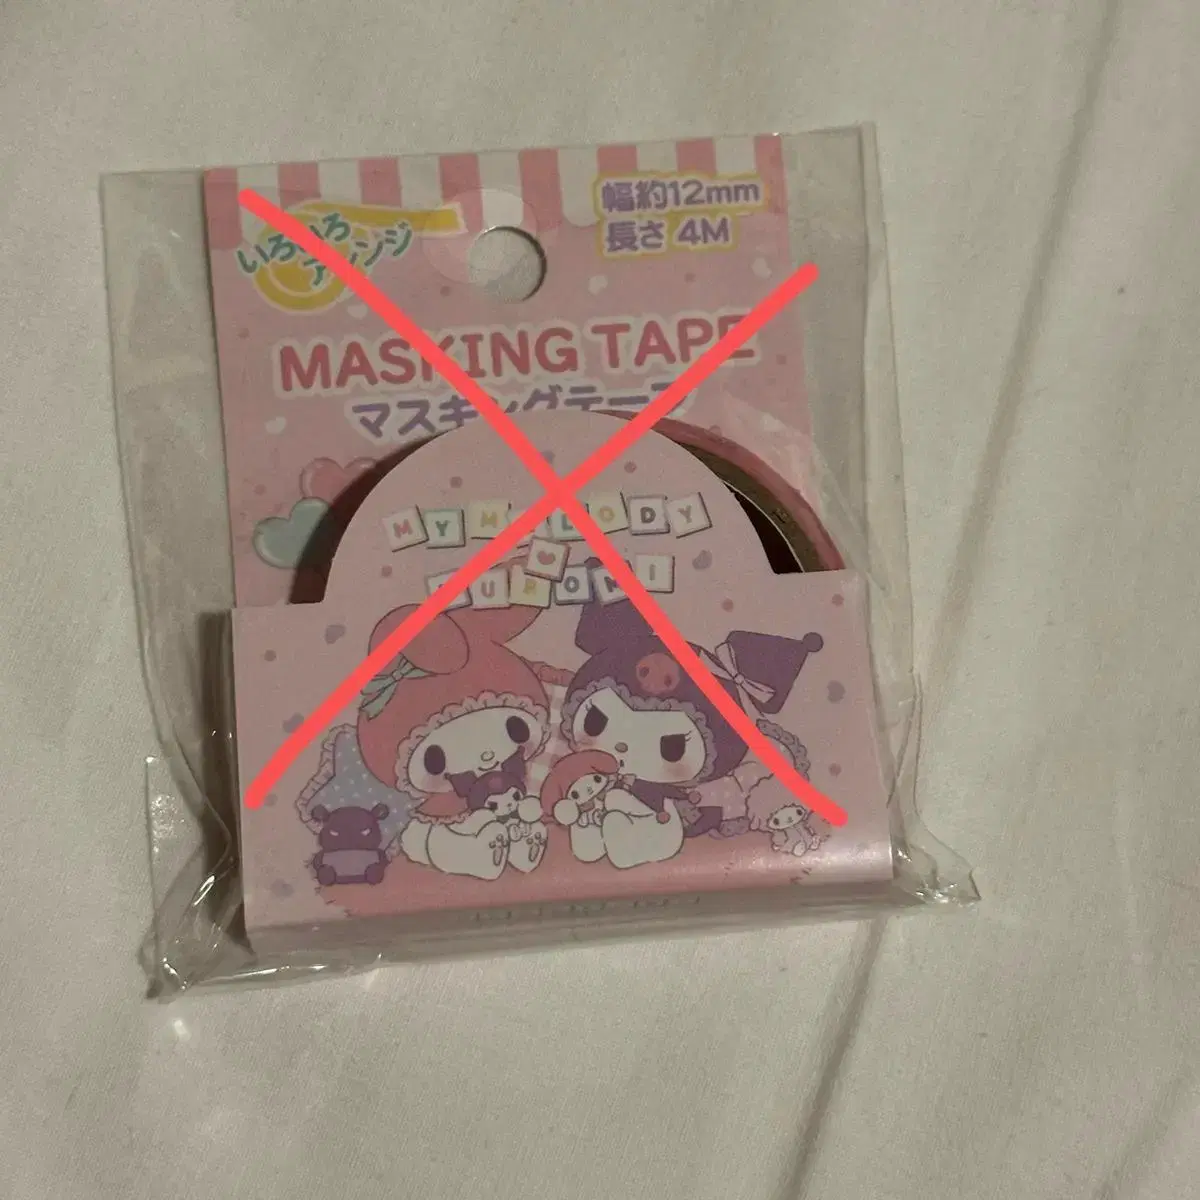 いろいろ
アレンジ
幅約12mm
長さ 4M
MASKING TAPE
マスキングテープ
MY MELODY
KUROMI